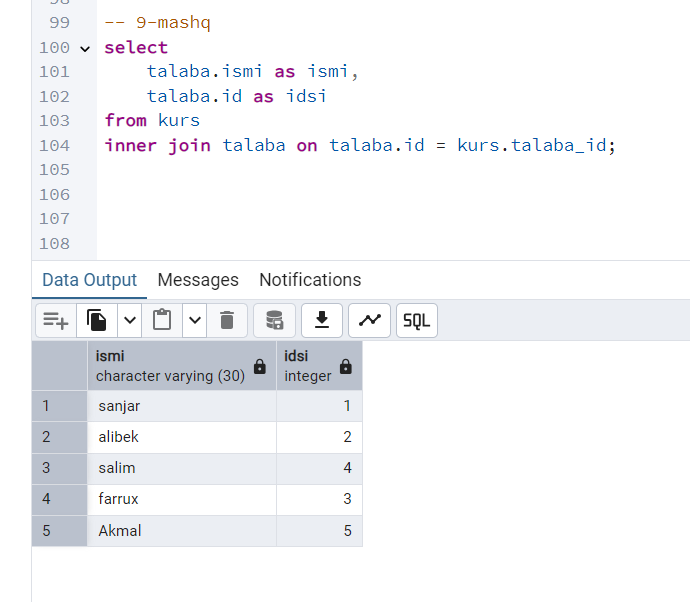 98
99 -- 9-mashq
100 select
101 talaba.ismi as ismi,
102 talaba.id as idsi
103 from kurs
104 inner join talaba on talaba.id = kurs.talaba_id;
105
106
107
108
Data Output Messages Notifications
SQL
ismi idsi
character varying (30) integer
1 sanjar 1
2 alibek 2
3 salim 4
4 farrux 3
5 Akmal 5